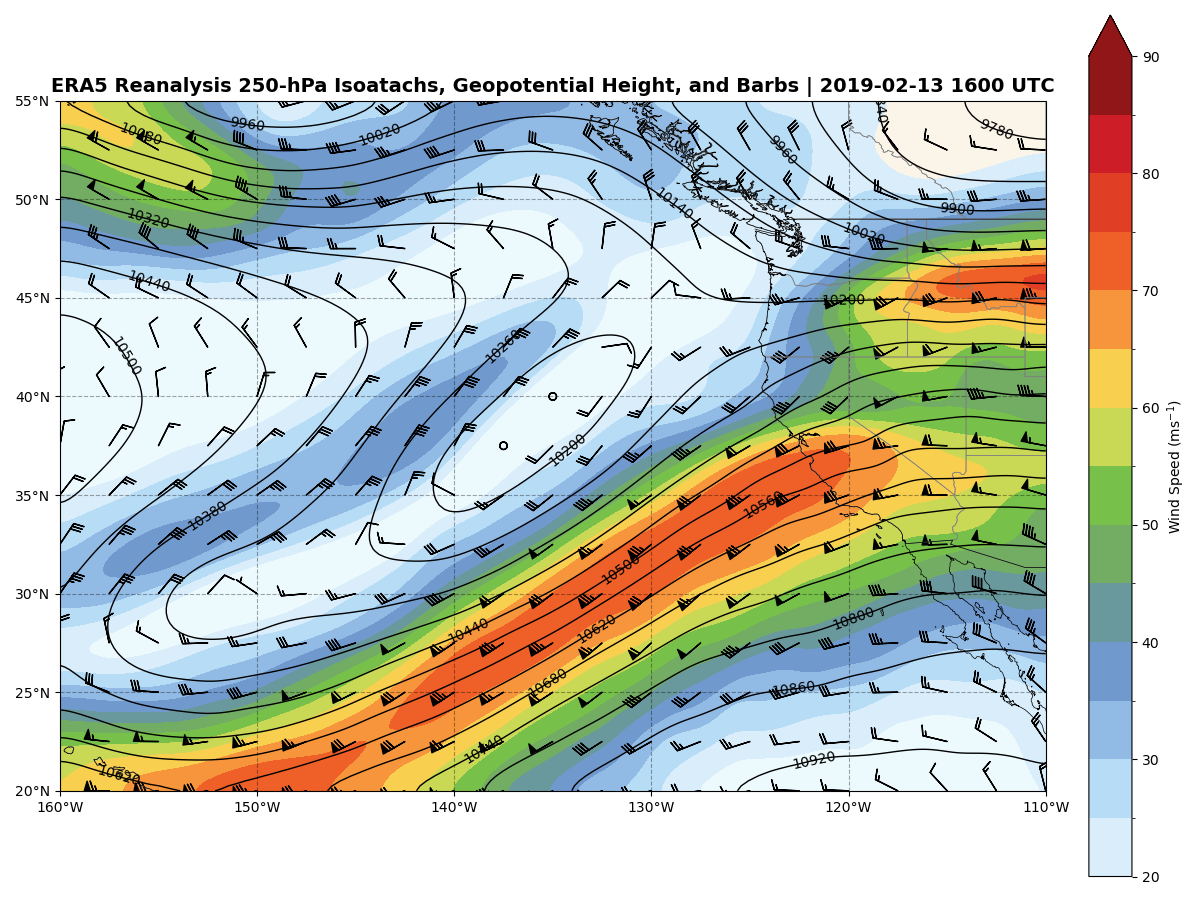 ERA5 Reanalysis 250-hPa Isoatachs, Geopotential Height, and Barbs | 2019-02-13 1600 UTC
55°N
50°N
45°N
40°N
35°N
30°N
25°N
20°N
160°W
150°W
140°W
130°W
120°W
110°W
9960
10020
10080
10320
10440
10500
10260
10200
10380
10140
9960
9780
9900
10020
10200
10560
10500
10440
10620
10680
10740
10800
10860
10920
10620
90
80
70
60
50
40
30
20
Wind Speed (ms⁻¹)